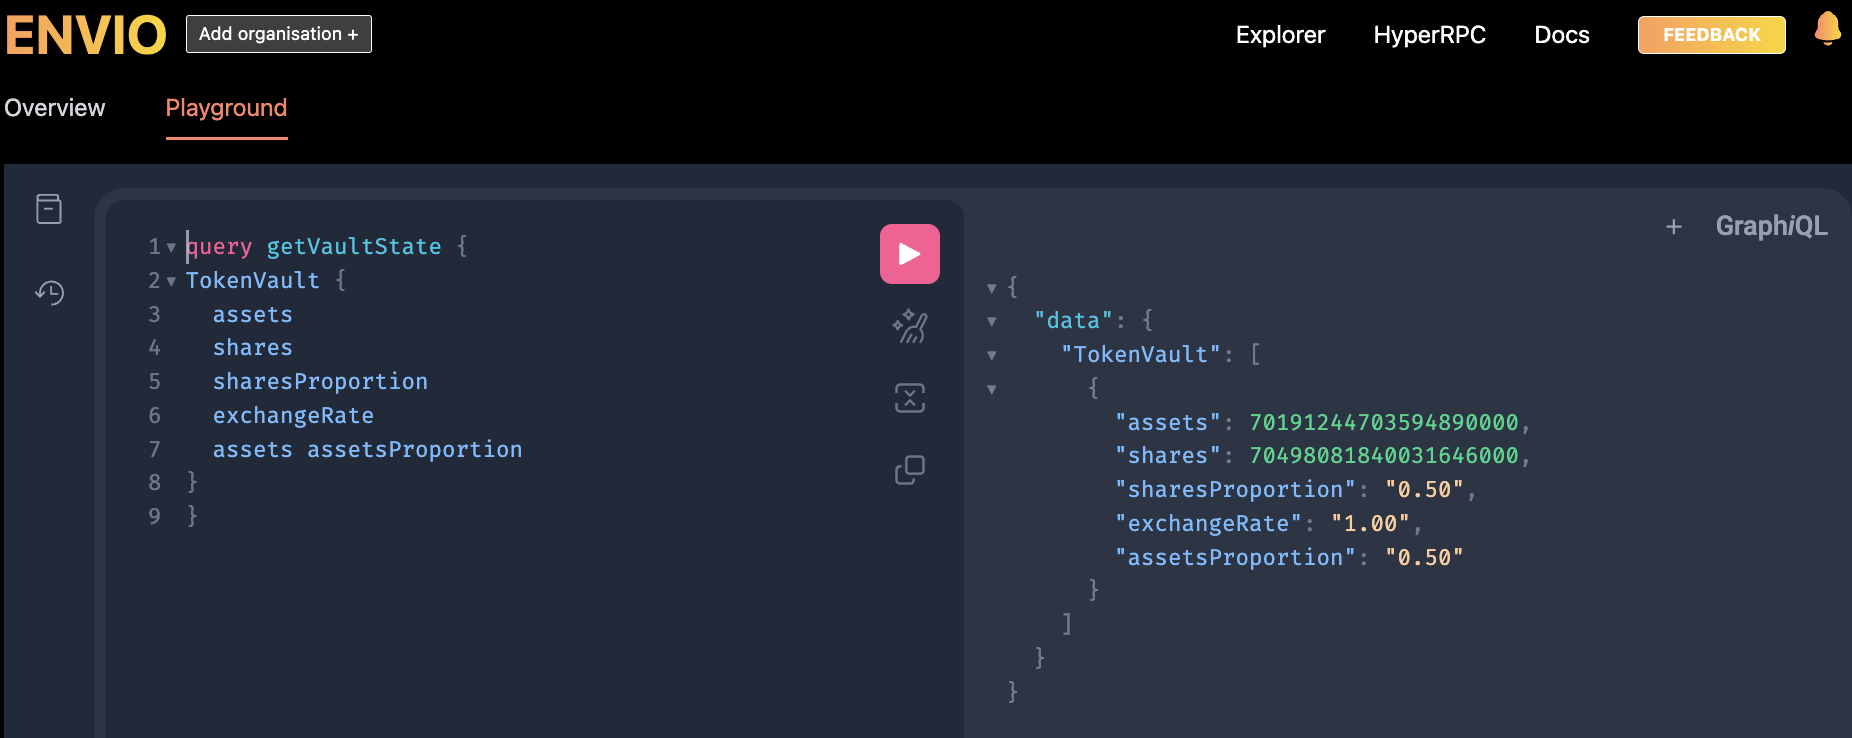 ENVIO Add organisation + Explorer HyperRPC Docs FEEDBACK
Overview Playground
GraphiQL
1 query getVaultState {
2 TokenVault {
3 assets
4 shares
5 sharesProportion
6 exchangeRate
7 assets assetsProportion
8 }
9 }
{
"data": {
"TokenVault": [
{
"assets": 70191244703594890000,
"shares": 70498081840031646000,
"sharesProportion": "0.50",
"exchangeRate": "1.00",
"assetsProportion": "0.50"
}
]
}
}